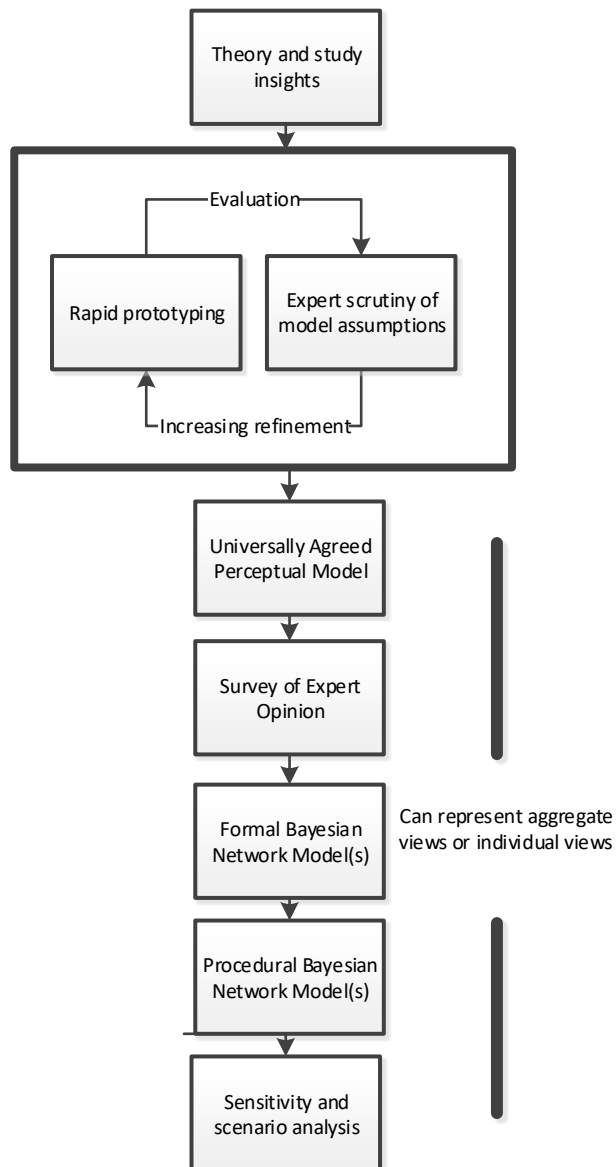 Theory and study
insights
Evaluation
Rapid prototyping
Expert scrutiny of
model assumptions
Increasing refinement
Universally Agreed
Perceptual Model
Survey of Expert
Opinion
Formal Bayesian
Network Model(s)
Can represent aggregate
views or individual views
Procedural Bayesian
Network Model(s)
Sensitivity and
scenario analysis